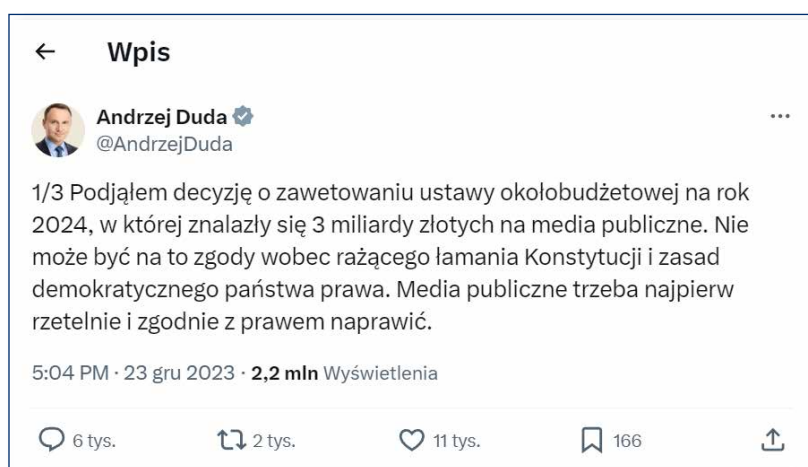 Wpis
Andrzej Duda
@AndrzejDuda
1/3 Podjąłem decyzję o zawetowaniu ustawy okołobudżetowej na rok
2024, w której znalazły się 3 miliardy złotych na media publiczne. Nie
może być na to zgody wobec rażącego łamania Konstytucji i zasad
demokratycznego państwa prawa. Media publiczne trzeba najpierw
rzetelnie i zgodnie z prawem naprawić.
5:04 PM · 23 gru 2023 · 2,2 mln Wyświetlenia
6 tys. 2 tys. 11 tys. 166